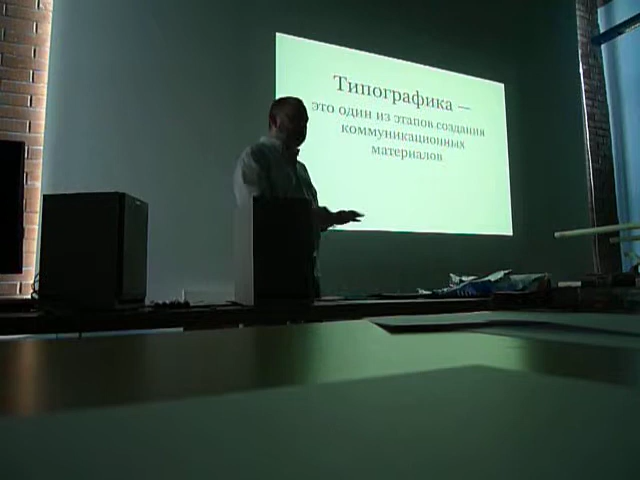 Типографика —
это один из этапов создания
коммуникационных
материалов